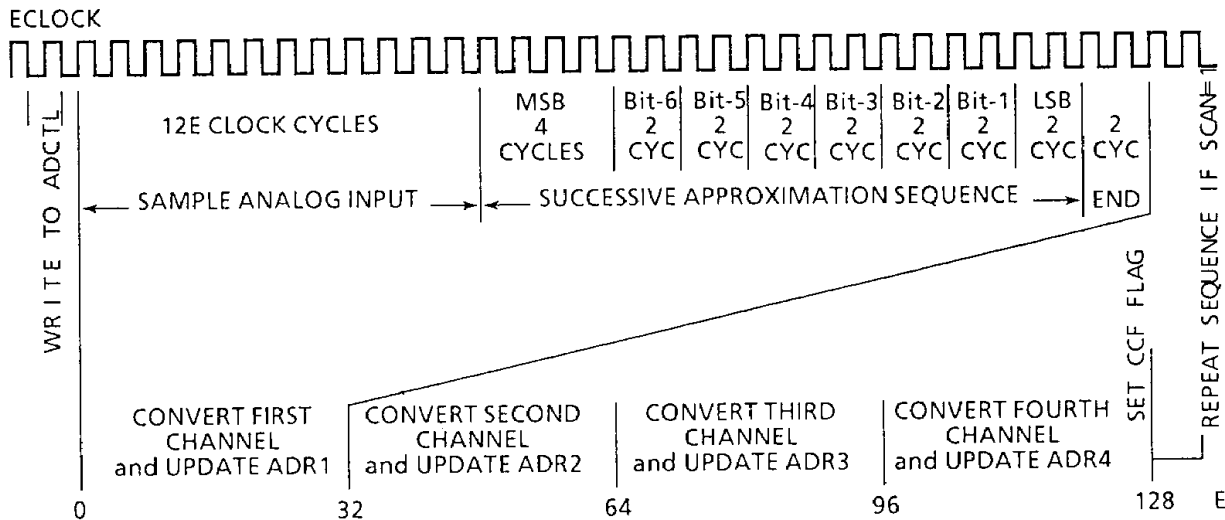 ECLOCK
WRITE TO ADCTL
12E CLOCK CYCLES
MSB
4
CYCLES
Bit-6
2
CYC
Bit-5
2
CYC
Bit-4
2
CYC
Bit-3
2
CYC
Bit-2
2
CYC
Bit-1
2
CYC
LSB
2
CYC
2
CYC
SAMPLE ANALOG INPUT
SUCCESSIVE APPROXIMATION SEQUENCE
END
SET CCF FLAG
REPEAT SEQUENCE IF SCAN=1
CONVERT FIRST
CHANNEL
and UPDATE ADR1
CONVERT SECOND
CHANNEL
and UPDATE ADR2
CONVERT THIRD
CHANNEL
and UPDATE ADR3
CONVERT FOURTH
CHANNEL
and UPDATE ADR4
0
32
64
96
128
E